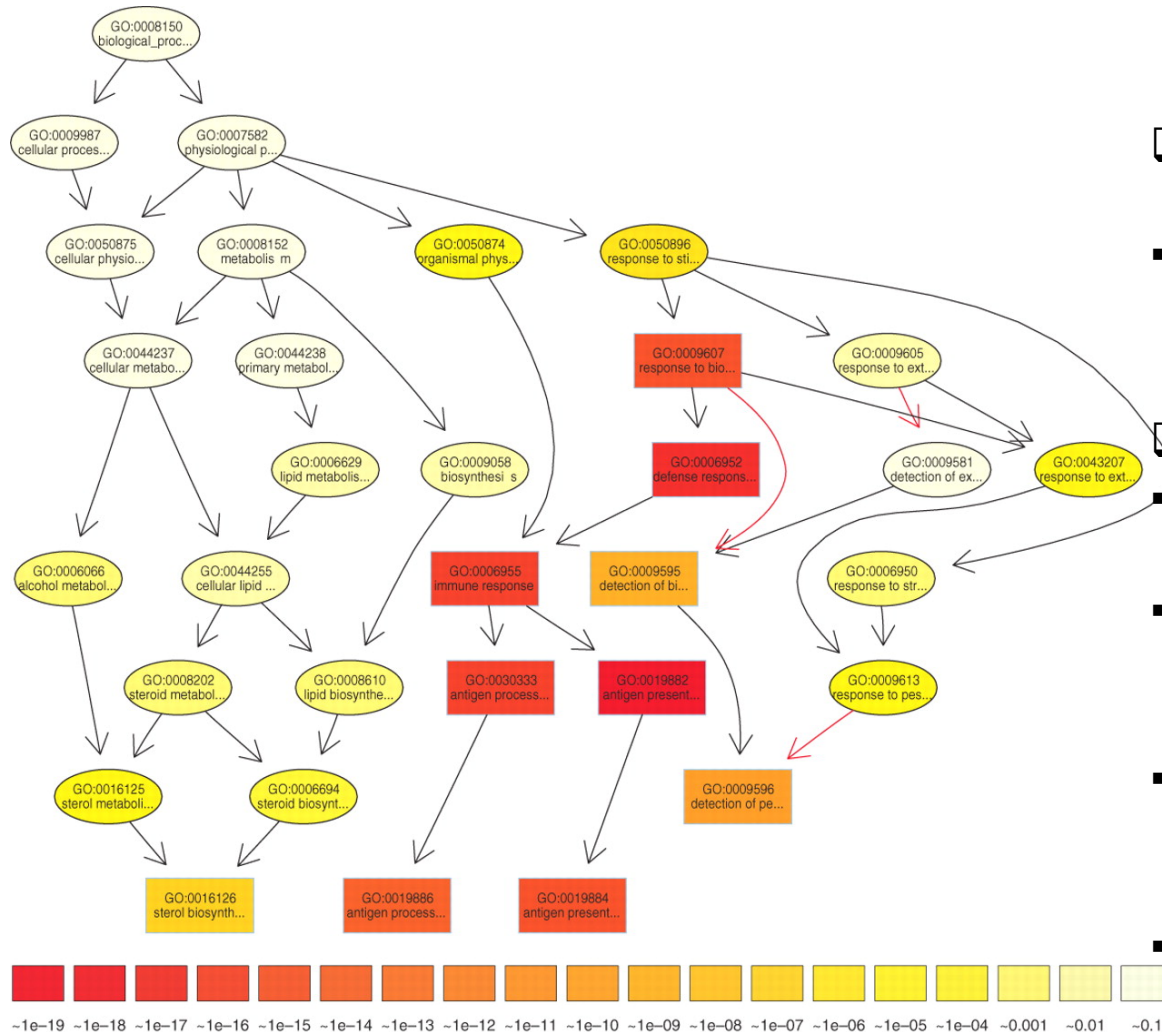 GO:0008150
biological_proc...
GO:0009987
cellular proces...
GO:0007582
physiological p...
GO:0050875
cellular physio...
GO:0008152
metabolis m
GO:0050874
organismal phys...
GO:0050896
response to sti...
GO:0044237
cellular metabo...
GO:0044238
primary metabol...
GO:0009607
response to bio...
GO:0009605
response to ext...
GO:0006629
lipid metabolis...
GO:0009058
biosynthesi s
GO:0006952
defense respons...
GO:0009581
detection of ex...
GO:0043207
response to ext...
GO:0006066
alcohol metabol...
GO:0044255
cellular lipid ...
GO:0006955
immune response
GO:0009595
detection of bi...
GO:0006950
response to str...
GO:0008202
steroid metabol...
GO:0008610
lipid biosynthe...
GO:0030333
antigen process...
GO:0019882
antigen present...
GO:0009613
response to pes...
GO:0016125
sterol metaboli...
GO:0006694
steroid biosynt...
GO:0009596
detection of pe...
GO:0016126
sterol biosynth...
GO:0019886
antigen process...
GO:0019884
antigen present...
~1e−19 ~1e−18 ~1e−17 ~1e−16 ~1e−15 ~1e−14 ~1e−13 ~1e−12 ~1e−11 ~1e−10 ~1e−09 ~1e−08 ~1e−07 ~1e−06 ~1e−05 ~1e−04 ~0.001 ~0.01 ~0.1